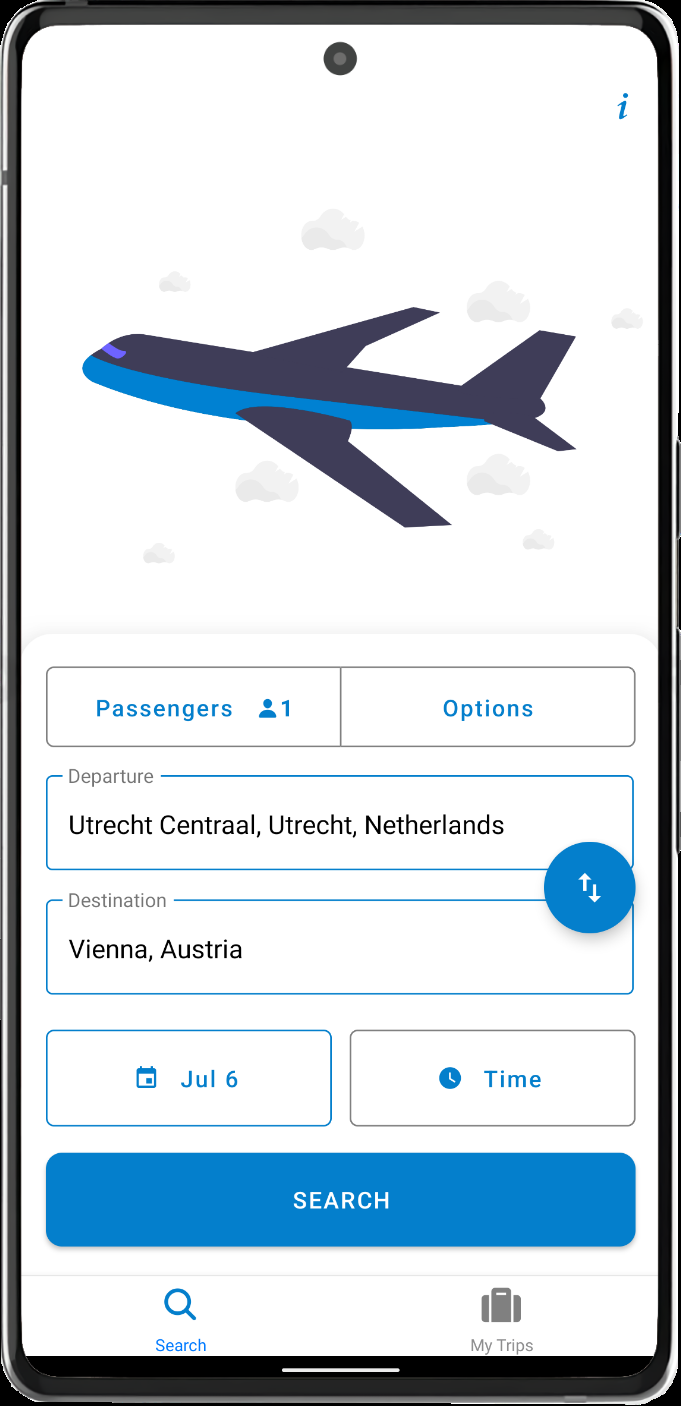 i
Passengers 1
Options
Departure
Utrecht Centraal, Utrecht, Netherlands
Destination
Vienna, Austria
Jul 6
Time
SEARCH
Search
My Trips